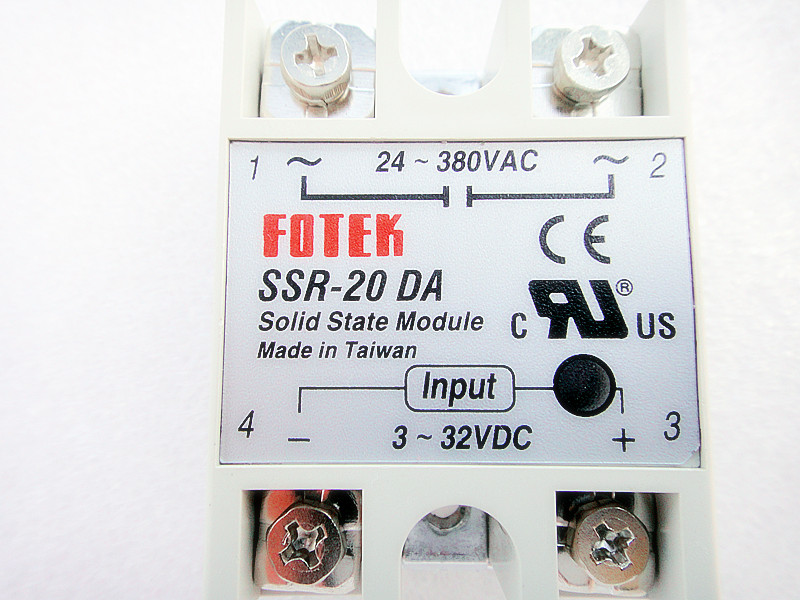 1 ~ 24 ~ 380VAC ~ 2
FOTEK
CE
SSR-20 DA
Solid State Module
C RU ® US
Made in Taiwan
Input
4 − 3 ~ 32VDC + 3